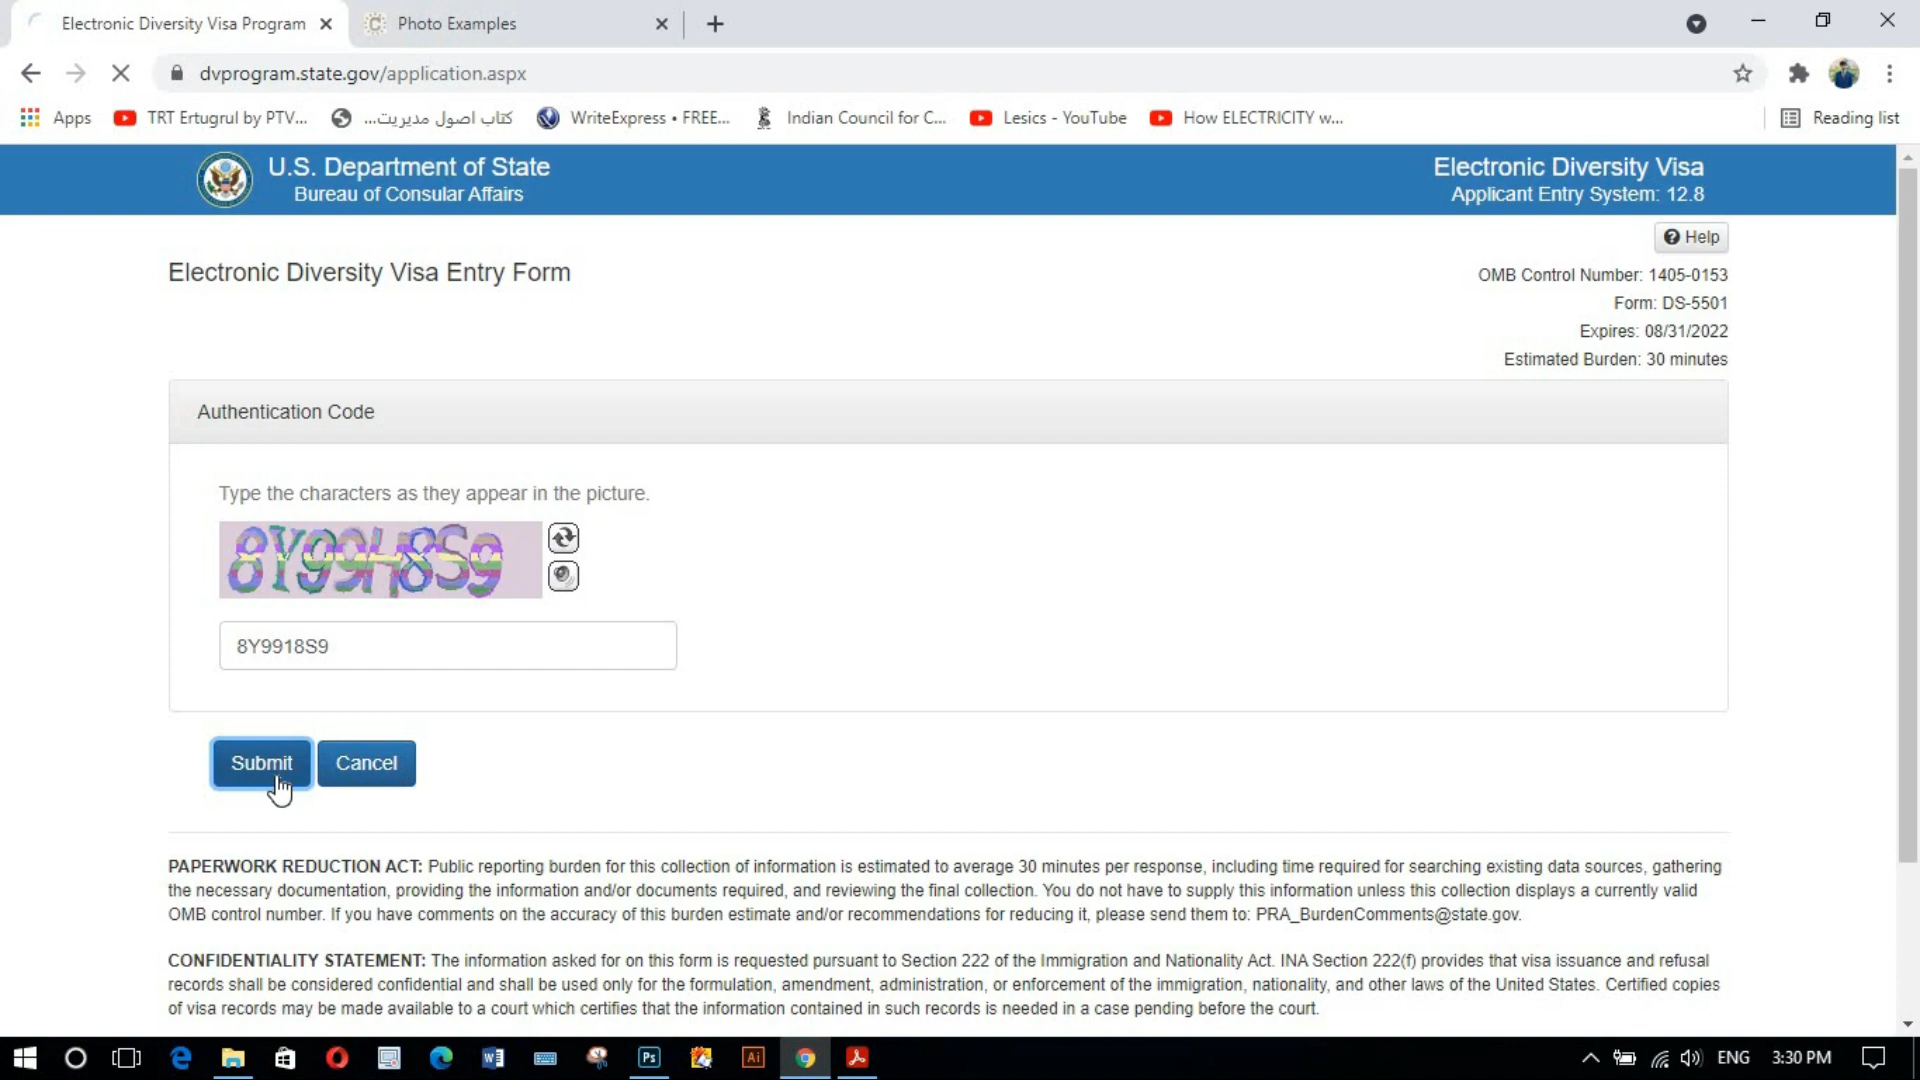 Electronic Diversity Visa Program
Photo Examples
dvprogram.state.gov/application.aspx
Apps
TRT Ertugrul by PTV...
کتاب اصول مدیریت...
WriteExpress • FREE...
Indian Council for C...
Lesics - YouTube
How ELECTRICITY w...
Reading list
U.S. Department of State
Bureau of Consular Affairs
Electronic Diversity Visa
Applicant Entry System: 12.8
Help
Electronic Diversity Visa Entry Form
OMB Control Number: 1405-0153
Form: DS-5501
Expires: 08/31/2022
Estimated Burden: 30 minutes
Authentication Code
Type the characters as they appear in the picture.
8Y99H8S9
8Y9918S9
Submit
Cancel
PAPERWORK REDUCTION ACT: Public reporting burden for this collection of information is estimated to average 30 minutes per response, including time required for searching existing data sources, gathering
the necessary documentation, providing the information and/or documents required, and reviewing the final collection. You do not have to supply this information unless this collection displays a currently valid
OMB control number. If you have comments on the accuracy of this burden estimate and/or recommendations for reducing it, please send them to: PRA_BurdenComments@state.gov.
CONFIDENTIALITY STATEMENT: The information asked for on this form is requested pursuant to Section 222 of the Immigration and Nationality Act. INA Section 222(f) provides that visa issuance and refusal
records shall be considered confidential and shall be used only for the formulation, amendment, administration, or enforcement of the immigration, nationality, and other laws of the United States. Certified copies
of visa records may be made available to a court which certifies that the information contained in such records is needed in a case pending before the court.
Ps
Ai
ENG
3:30 PM